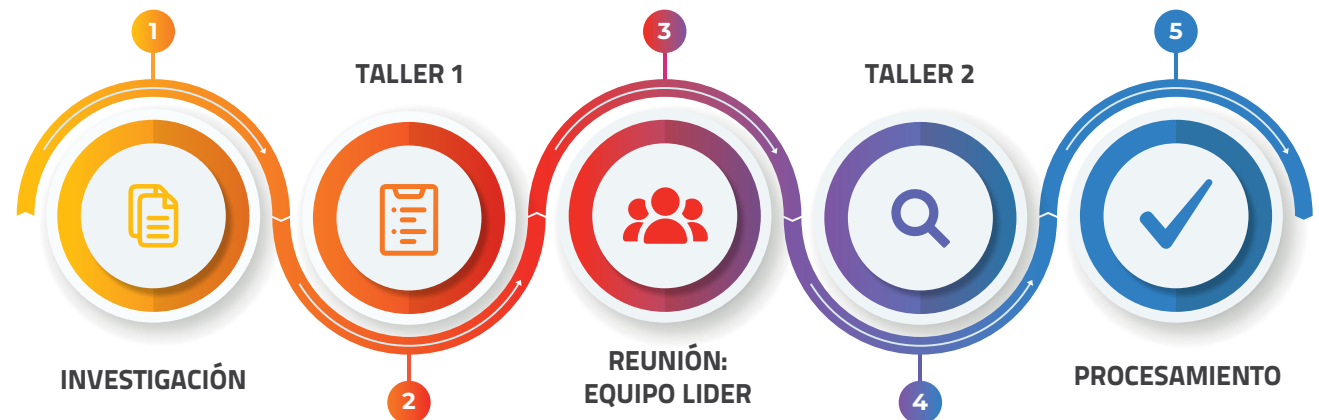 1
INVESTIGACIÓN
TALLER 1
2
3
REUNIÓN:
EQUIPO LIDER
TALLER 2
4
5
PROCESAMIENTO